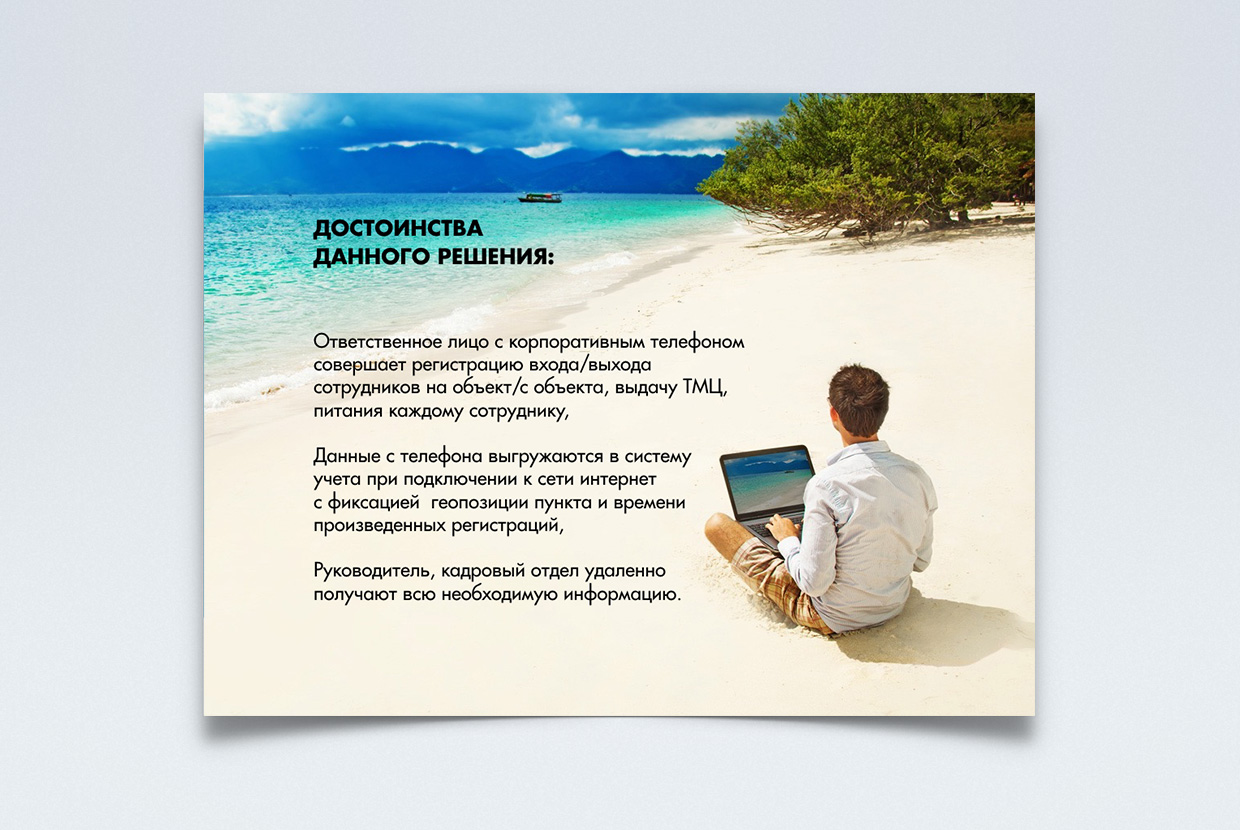 ДОСТОИНСТВА
ДАННОГО РЕШЕНИЯ:
Ответственное лицо с корпоративным телефоном
совершает регистрацию входа/выхода
сотрудников на объект/с объекта, выдачу ТМЦ,
питания каждому сотруднику,
Данные с телефона выгружаются в систему
учета при подключении к сети интернет
с фиксацией  геопозиции пункта и времени
произведенных регистраций,
Руководитель, кадровый отдел удаленно
получают всю необходимую информацию.